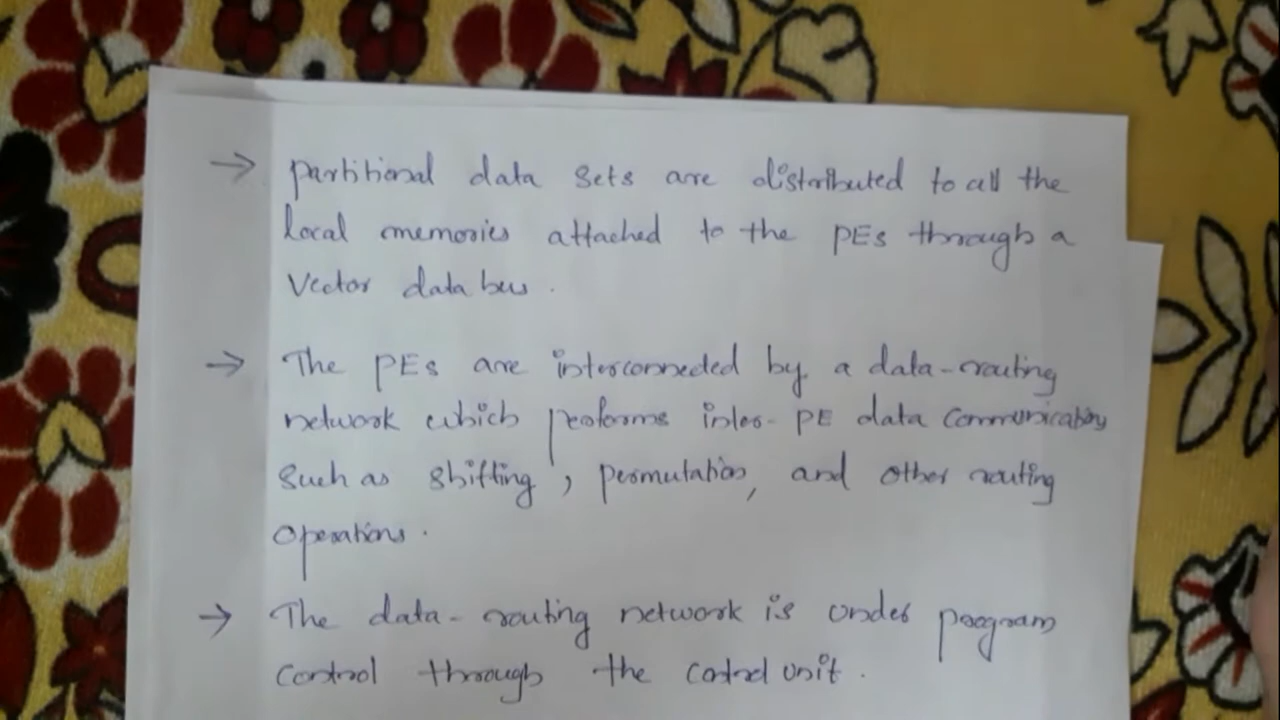 → partitional data sets are distributed to all the
local memories attached to the PEs through a
Vector data bus.
→ The PEs are interconnected by a data-routing
network which performs inter-PE data communication
Such as shifting, permutation, and other routing
Operations.
→ The data-routing network is under program
Control through the control unit.